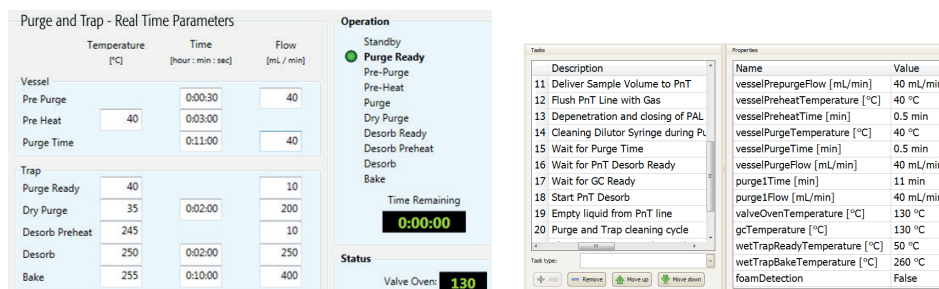 Purge and Trap - Real Time Parameters
Temperature Time Flow
[°C] [hour : min : sec] [mL / min]
Vessel
Pre Purge 0:00:30 40
Pre Heat 40 0:03:00
Purge Time 0:11:00 40
Trap
Purge Ready 40 10
Dry Purge 35 0:02:00 200
Desorb Preheat 245 10
Desorb 250 0:02:00 250
Bake 255 0:10:00 400
Operation
Standby
Purge Ready
Pre-Purge
Pre-Heat
Purge
Dry Purge
Desorb Ready
Desorb Preheat
Desorb
Bake
Time Remaining
0:00:00
Status
Valve Oven: 130
Tasks
Description
11 Deliver Sample Volume to PnT
12 Flush PnT Line with Gas
13 Depenetration and closing of PAL
14 Cleaning Dilutor Syringe during Pu
15 Wait for Purge Time
16 Wait for PnT Desorb Ready
17 Wait for GC Ready
18 Start PnT Desorb
19 Empty liquid from PnT line
20 Purge and Trap cleaning cycle
Task type:
Add Remove Move up Move down
Properties
Name Value
vesselPrepurgeFlow [mL/min] 40 mL/min
vesselPreheatTemperature [°C] 40 °C
vesselPreheatTime [min] 0.5 min
vesselPurgeTemperature [°C] 40 °C
vesselPurgeTime [min] 0.5 min
vesselPurgeFlow [mL/min] 40 mL/min
purge1Time [min] 11 min
purge1Flow [mL/min] 40 mL/min
valveOvenTemperature [°C] 130 °C
gcTemperature [°C] 130 °C
wetTrapReadyTemperature [°C] 50 °C
wetTrapBakeTemperature [°C] 260 °C
foamDetection False